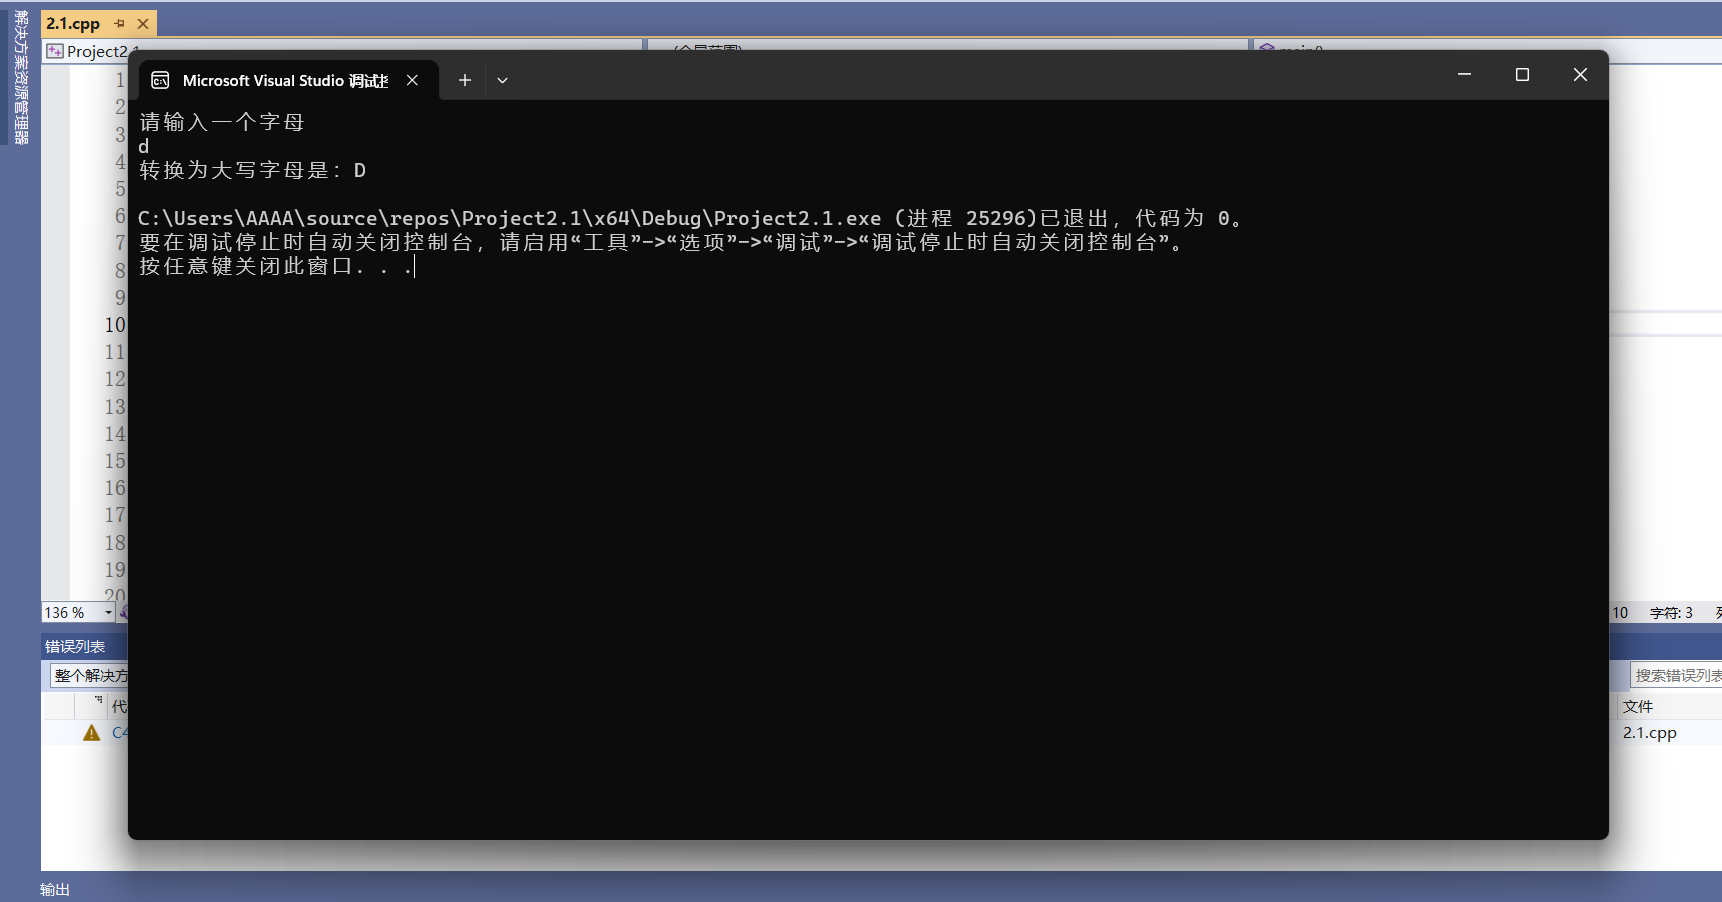 解决方案资源管理器
2.1.cpp
Project2.1
(全局范围)
main()
Microsoft Visual Studio 调试控
请输入一个字母
d
转换为大写字母是：D
C:\Users\AAAA\source\repos\Project2.1\x64\Debug\Project2.1.exe (进程 25296)已退出，代码为 0。
要在调试停止时自动关闭控制台，请启用“工具”->“选项”->“调试”->“调试停止时自动关闭控制台”。
按任意键关闭此窗口. . .
1
2
3
4
5
6
7
8
9
10
11
12
13
14
15
16
17
18
19
20
136 %
10 字符: 3
错误列表
整个解决方
搜索错误列表
代
文件
C4
2.1.cpp
输出